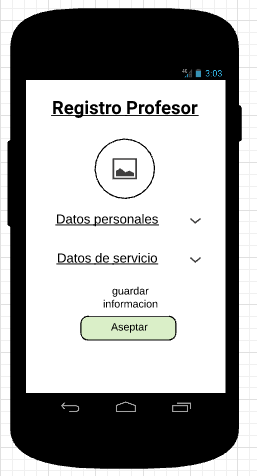 3:03
Registro Profesor
Datos personales
Datos de servicio
guardar
informacion
Aseptar